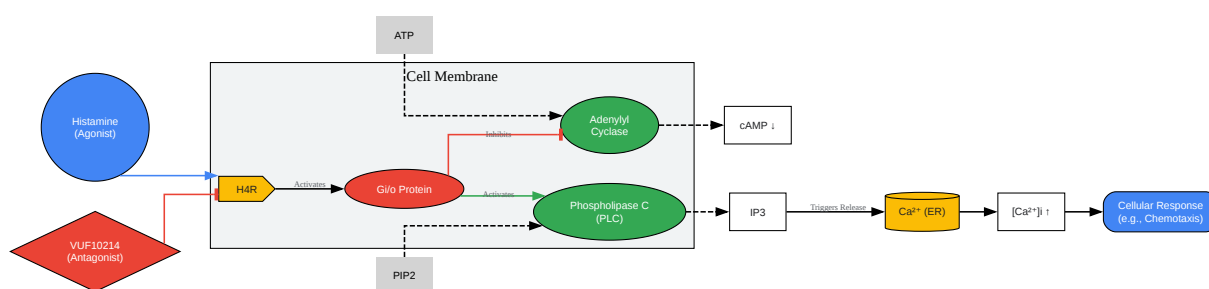 ATP
Cell Membrane
Histamine
(Agonist)
Adenylyl
Cyclase
cAMP ↓
Inhibits
H4R
Activates
Gi/o Protein
Activates
Phospholipase C
(PLC)
IP3
Triggers Release
Ca²⁺ (ER)
[Ca²⁺]i ↑
Cellular Response
(e.g., Chemotaxis)
VUF10214
(Antagonist)
PIP2